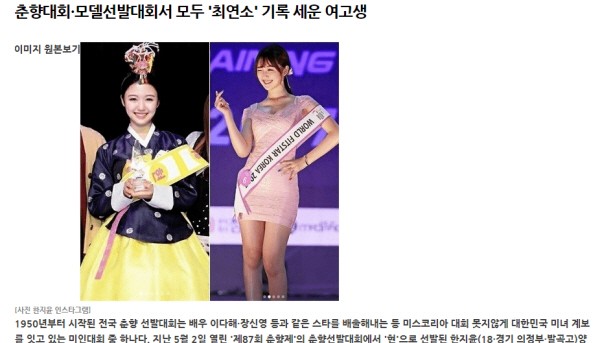 춘향대회·모델선발대회서 모두 '최연소' 기록 세운 여고생
이미지 원본보기
AIMING
WORLD FITSTAR KOREA 20
[사진 한지윤 인스타그램]
1950년부터 시작된 전국 춘향 선발대회는 배우 이다해·장신영 등과 같은 스타를 배출해내는 등 미스코리아 대회 못지않게 대한민국 미녀 계보
를 잇고 있는 미인대회 중 하나다. 지난 5월 2일 열린 '제87회 춘향제'의 춘향선발대회에서 '현'으로 선발된 한지윤(18·경기 의정부·발곡고)양